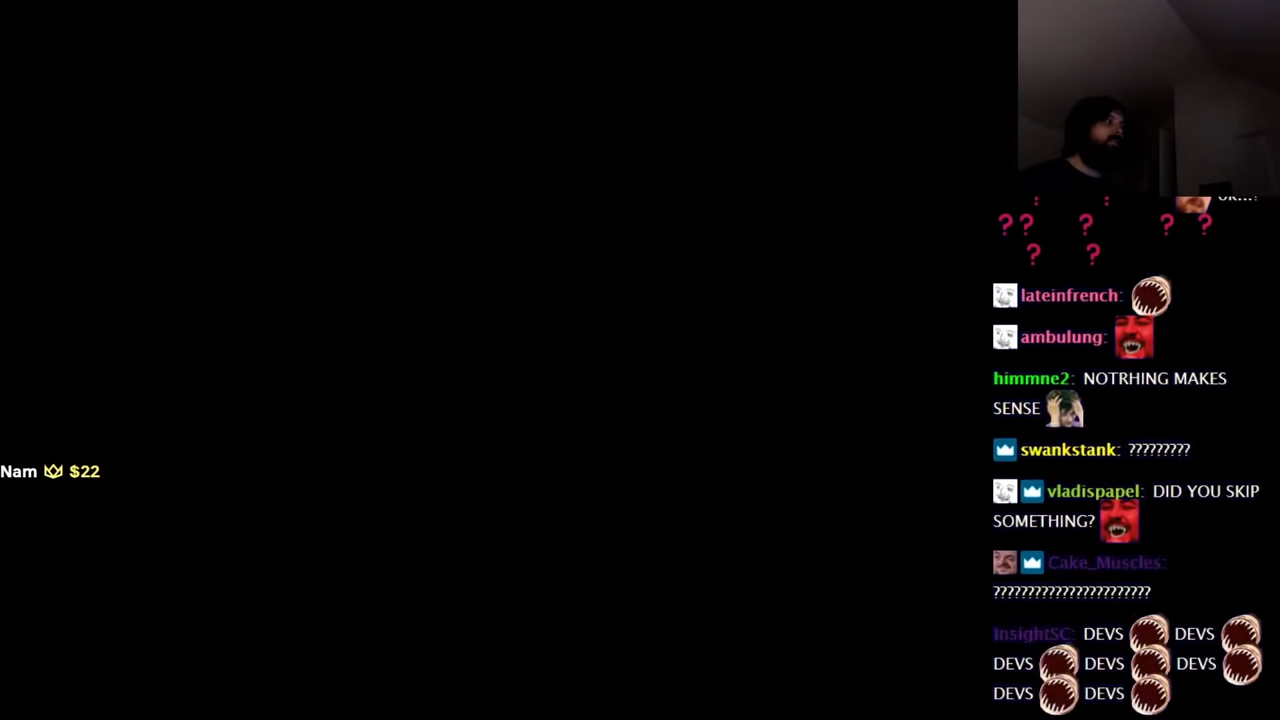 ? ? ? ? ?
? ?
lateinfrench:
ambulung:
himmne2: NOTRHING MAKES
SENSE
swankstank: ?????????
Nam $22
vladispapel: DID YOU SKIP
SOMETHING?
Cake_Muscles:
???????????????????????
InsightSC: DEVS DEVS
DEVS DEVS DEVS
DEVS DEVS